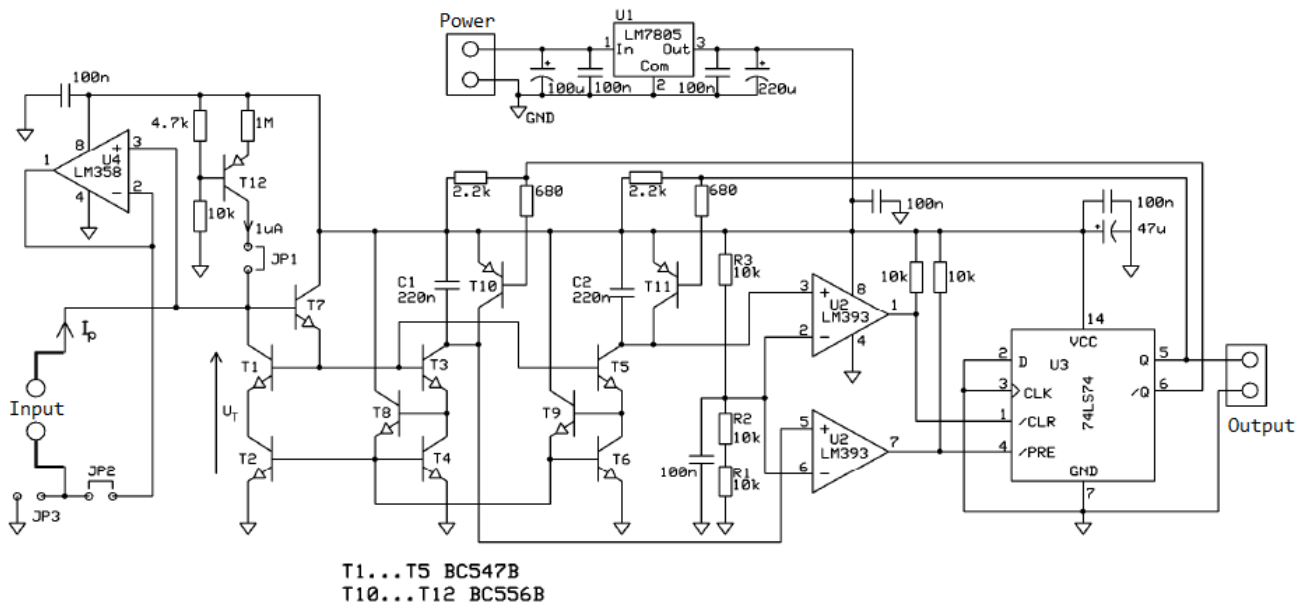 Power
U1
LM7805
1 In Out 3
Com
2
100u
100n
100n
220u
GND
100n
4.7k
1M
8
1
U4
LM358
+ 3
- 2
4
T12
10k
1uA
JP1
2.2k
680
2.2k
680
100n
100n
+ 47u
R3
10k
10k
10k
C1
220n
T10
C2
220n
T11
T7
3 +
8
U2
LM393
1
2 -
4
Ip
T1
T3
T5
14
VCC
2 D
U3
Q 5
3 CLK
/Q 6
74LS74
1 /CLR
4 /PRE
GND
7
Input
UT
T8
T9
Output
T2
T4
T6
R2
10k
100n
R1
10k
5 +
U2
LM393
7
6 -
JP2
JP3
T1...T5 BC547B
T10...T12 BC556B